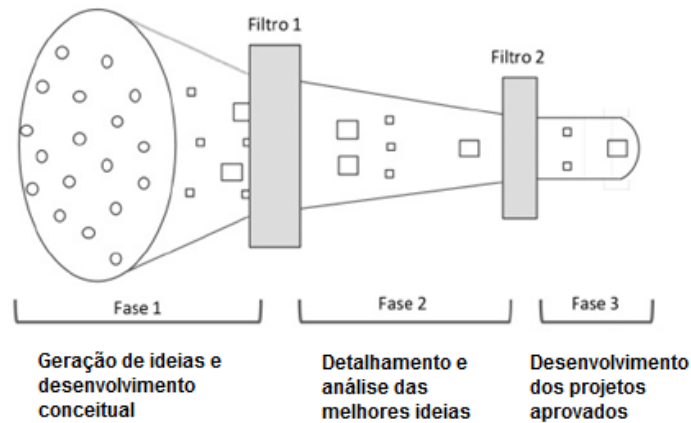 Filtro 1
Filtro 2
Fase 1
Fase 2
Fase 3
Geração de ideias e
desenvolvimento
conceitual
Detalhamento e
análise das
melhores ideias
Desenvolvimento
dos projetos
aprovados